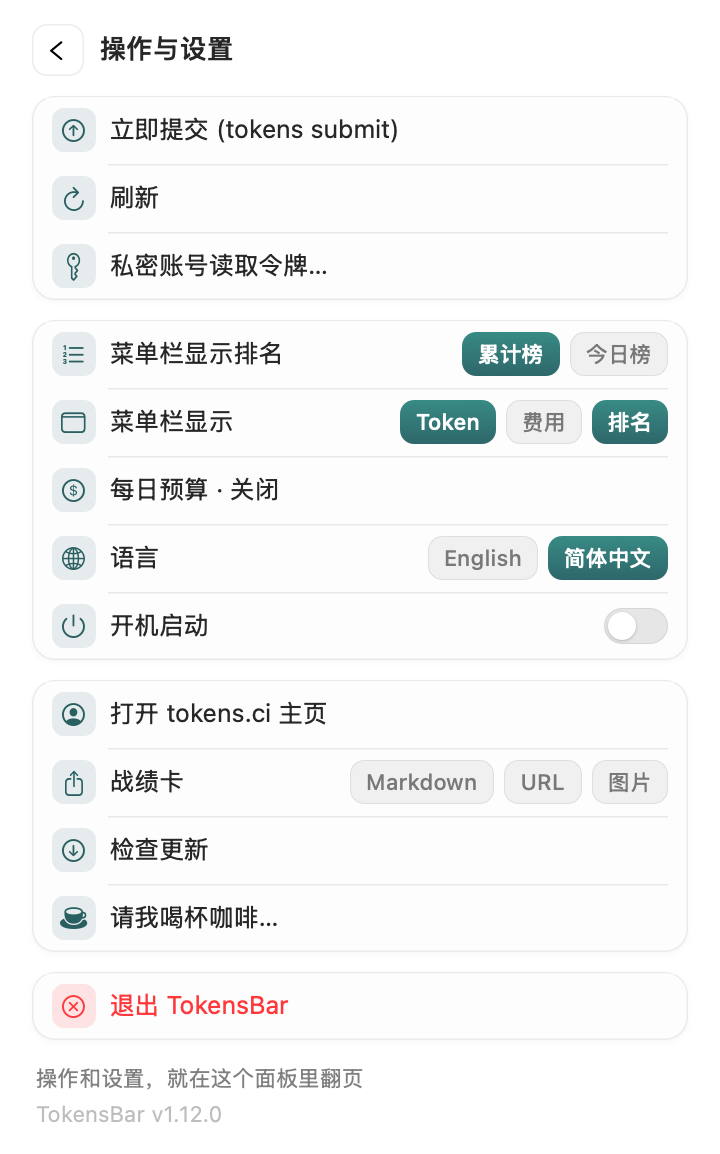 操作与设置
立即提交 (tokens submit)
刷新
私密账号读取令牌...
菜单栏显示排名 累计榜 今日榜
菜单栏显示 Token 费用 排名
每日预算 · 关闭
语言 English 简体中文
开机启动
打开 tokens.ci 主页
战绩卡 Markdown URL 图片
检查更新
请我喝杯咖啡...
退出 TokensBar
操作和设置，就在这个面板里翻页
TokensBar v1.12.0